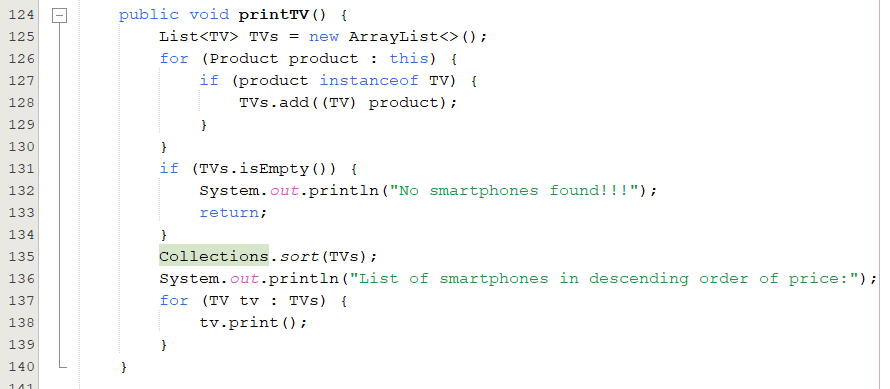 124 public void printTV() {
125 List<TV> TVs = new ArrayList<>();
126 for (Product product : this) {
127 if (product instanceof TV) {
128 TVs.add((TV) product);
129 }
130 }
131 if (TVs.isEmpty()) {
132 System.out.println("No smartphones found!!!");
133 return;
134 }
135 Collections.sort(TVs);
136 System.out.println("List of smartphones in descending order of price:");
137 for (TV tv : TVs) {
138 tv.print();
139 }
140 }
141